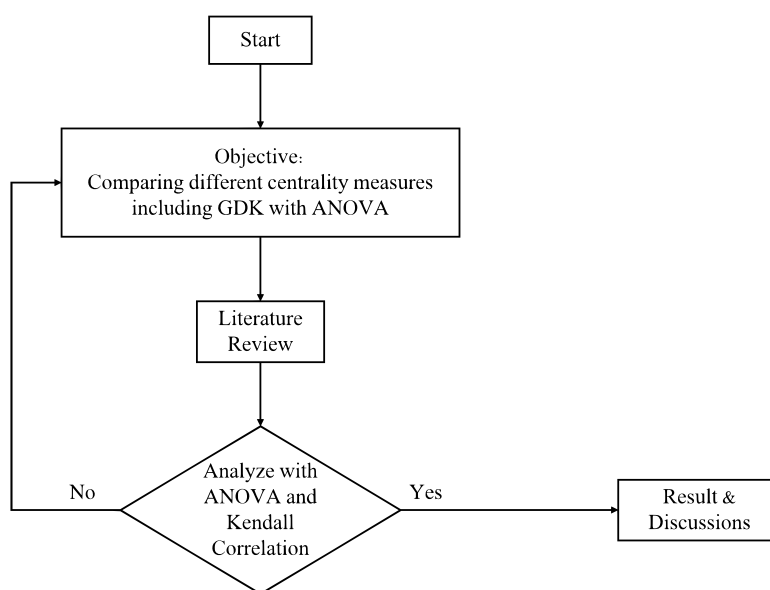 Start
Objective:
Comparing different centrality measures
including GDK with ANOVA
Literature
Review
Analyze with
ANOVA and
Kendall
Correlation
No
Yes
Result &
Discussions